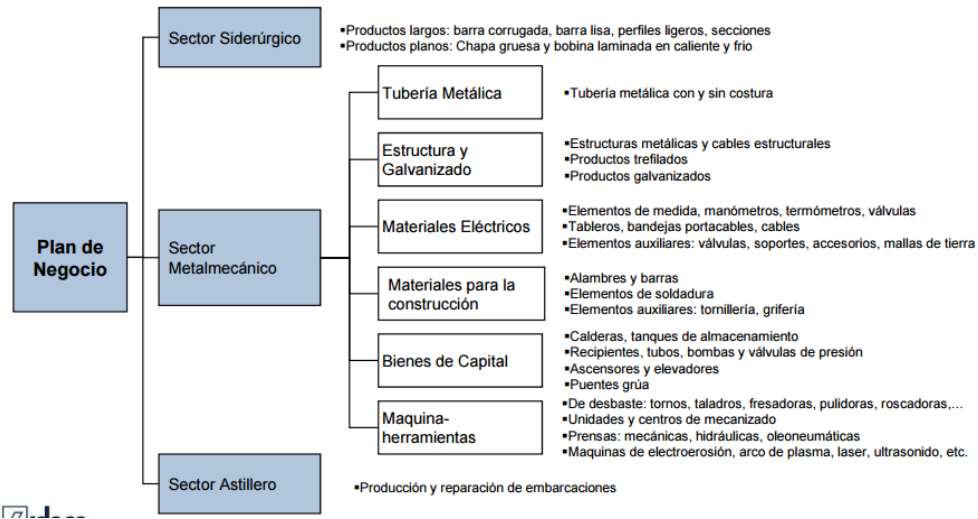 Plan de
Negocio
Sector Siderúrgico
▪Productos largos: barra corrugada, barra lisa, perfiles ligeros, secciones
▪Productos planos: Chapa gruesa y bobina laminada en caliente y frio
Sector
Metalmecánico
Tubería Metálica
▪Tubería metálica con y sin costura
Estructura y
Galvanizado
▪Estructuras metálicas y cables estructurales
▪Productos trefilados
▪Productos galvanizados
Materiales Eléctricos
▪Elementos de medida, manómetros, termómetros, válvulas
▪Tableros, bandejas portacables, cables
▪Elementos auxiliares: válvulas, soportes, accesorios, mallas de tierra
Materiales para la
construcción
▪Alambres y barras
▪Elementos de soldadura
▪Elementos auxiliares: tornillería, grifería
Bienes de Capital
▪Calderas, tanques de almacenamiento
▪Recipientes, tubos, bombas y válvulas de presión
▪Ascensores y elevadores
▪Puentes grúa
Maquina-
herramientas
▪De desbaste: tornos, taladros, fresadoras, pulidoras, roscadoras,...
▪Unidades y centros de mecanizado
▪Prensas: mecánicas, hidráulicas, oleoneumáticas
▪Maquinas de electroerosión, arco de plasma, laser, ultrasonido, etc.
Sector Astillero
▪Producción y reparación de embarcaciones